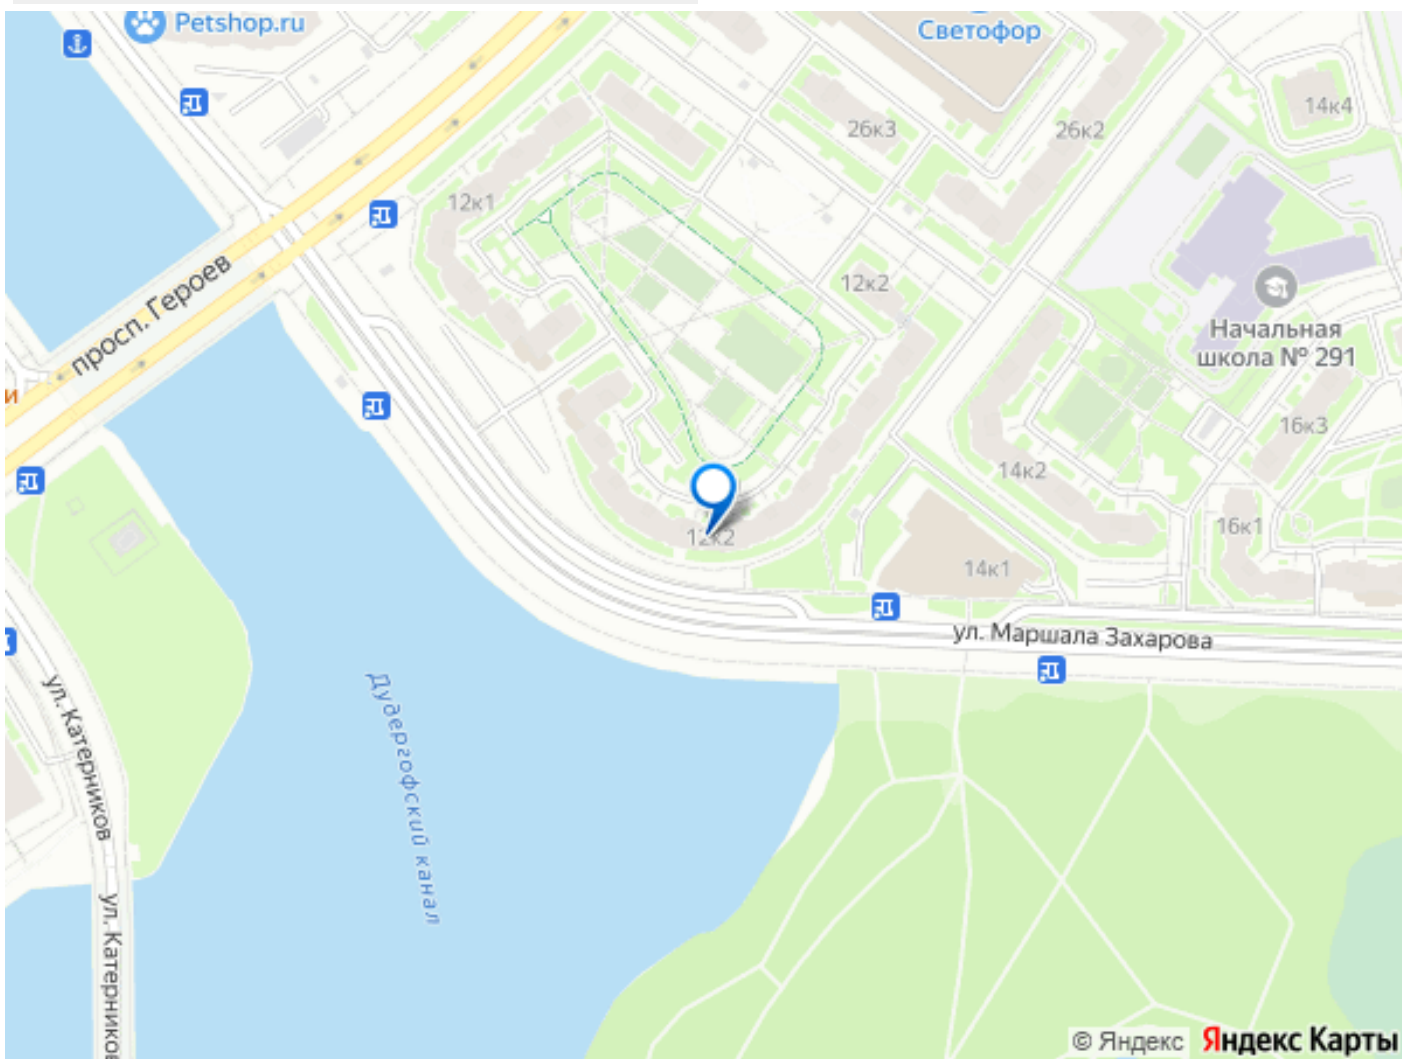 Petshop.ru
Светофор
14к4
26к3
26к2
12к1
12к2
просп. Героев
Начальная
школа № 291
и
16к3
14к2
16к1
12к2
14к1
ул. Маршала Захарова
Дудергофский канал
ул. Катерников
ул. Катерников
© Яндекс Яндекс Карты